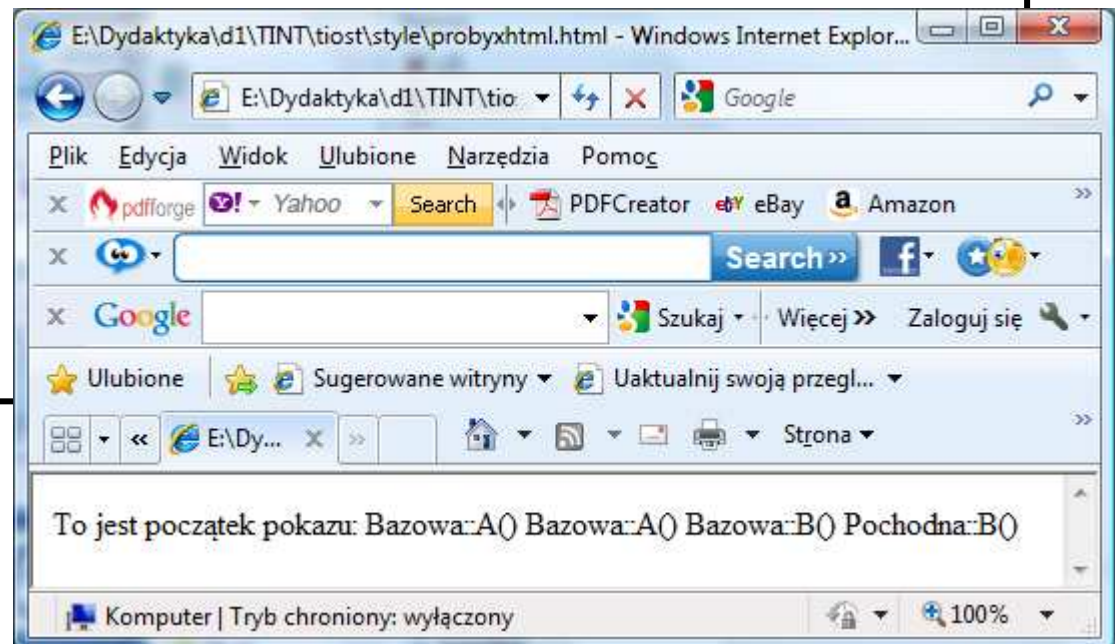 E:\Dydaktyka\d1\TINT\tiost\style\probyxhtml.html - Windows Internet Explor...
E:\Dydaktyka\d1\TINT\tio Google
Plik Edycja Widok Ulubione Narzędzia Pomoc
x pdfforge Y! Yahoo Search PDFCreator ebY eBay a Amazon »
x Search » f
x Google Szukaj Więcej » Zaloguj się
Ulubione Sugerowane witryny Uaktualnij swoją przegl...
« E:\Dy... x » Strona »
To jest początek pokazu: Bazowa::A() Bazowa::A() Bazowa::B() Pochodna::B()
Komputer | Tryb chroniony: wyłączony 100%